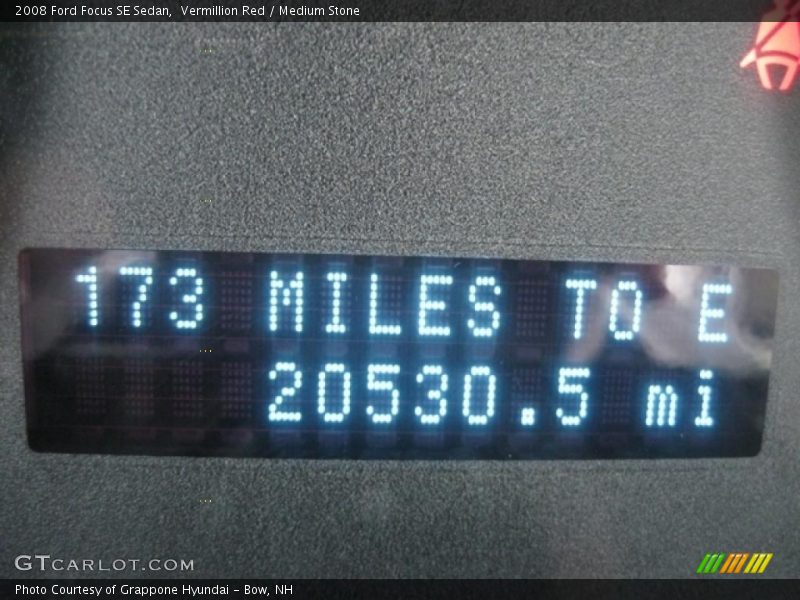 2008 Ford Focus SE Sedan,  Vermillion Red / Medium Stone
173 MILES TO E
20530.5 mi
GTCARLOT.COM
Photo Courtesy of Grappone Hyundai - Bow, NH